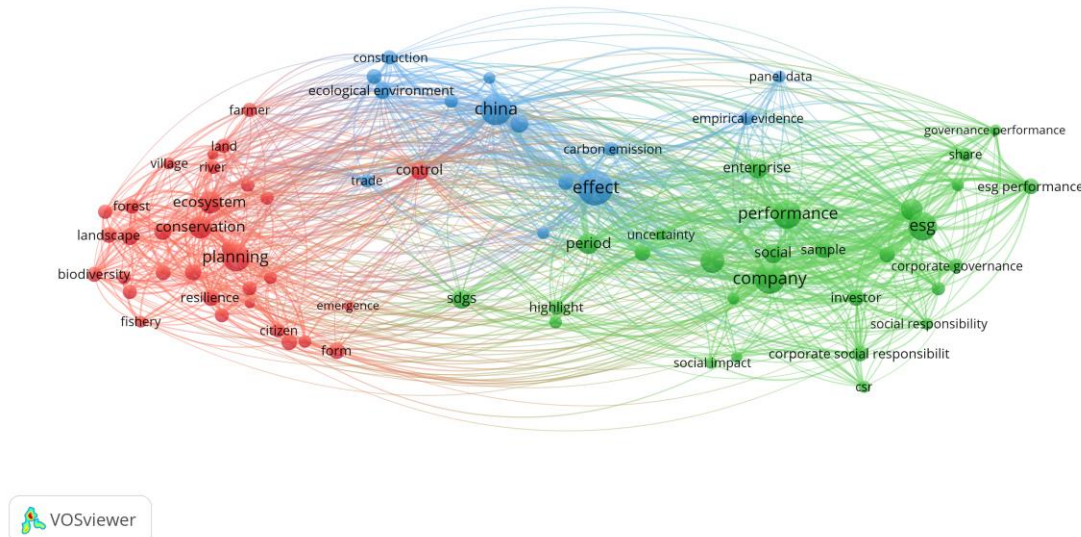 construction
panel data
ecological environment
china
farmer
empirical evidence
governance performance
land
carbon emission
share
village
river
control
enterprise
trade
effect
esg performance
ecosystem
forest
performance
conservation
esg
landscape
period
uncertainty
social
sample
planning
biodiversity
company
corporate governance
resilience
sdgs
emergence
highlight
investor
fishery
citizen
social responsibility
form
social impact
corporate social responsibilit
csr
VOSviewer